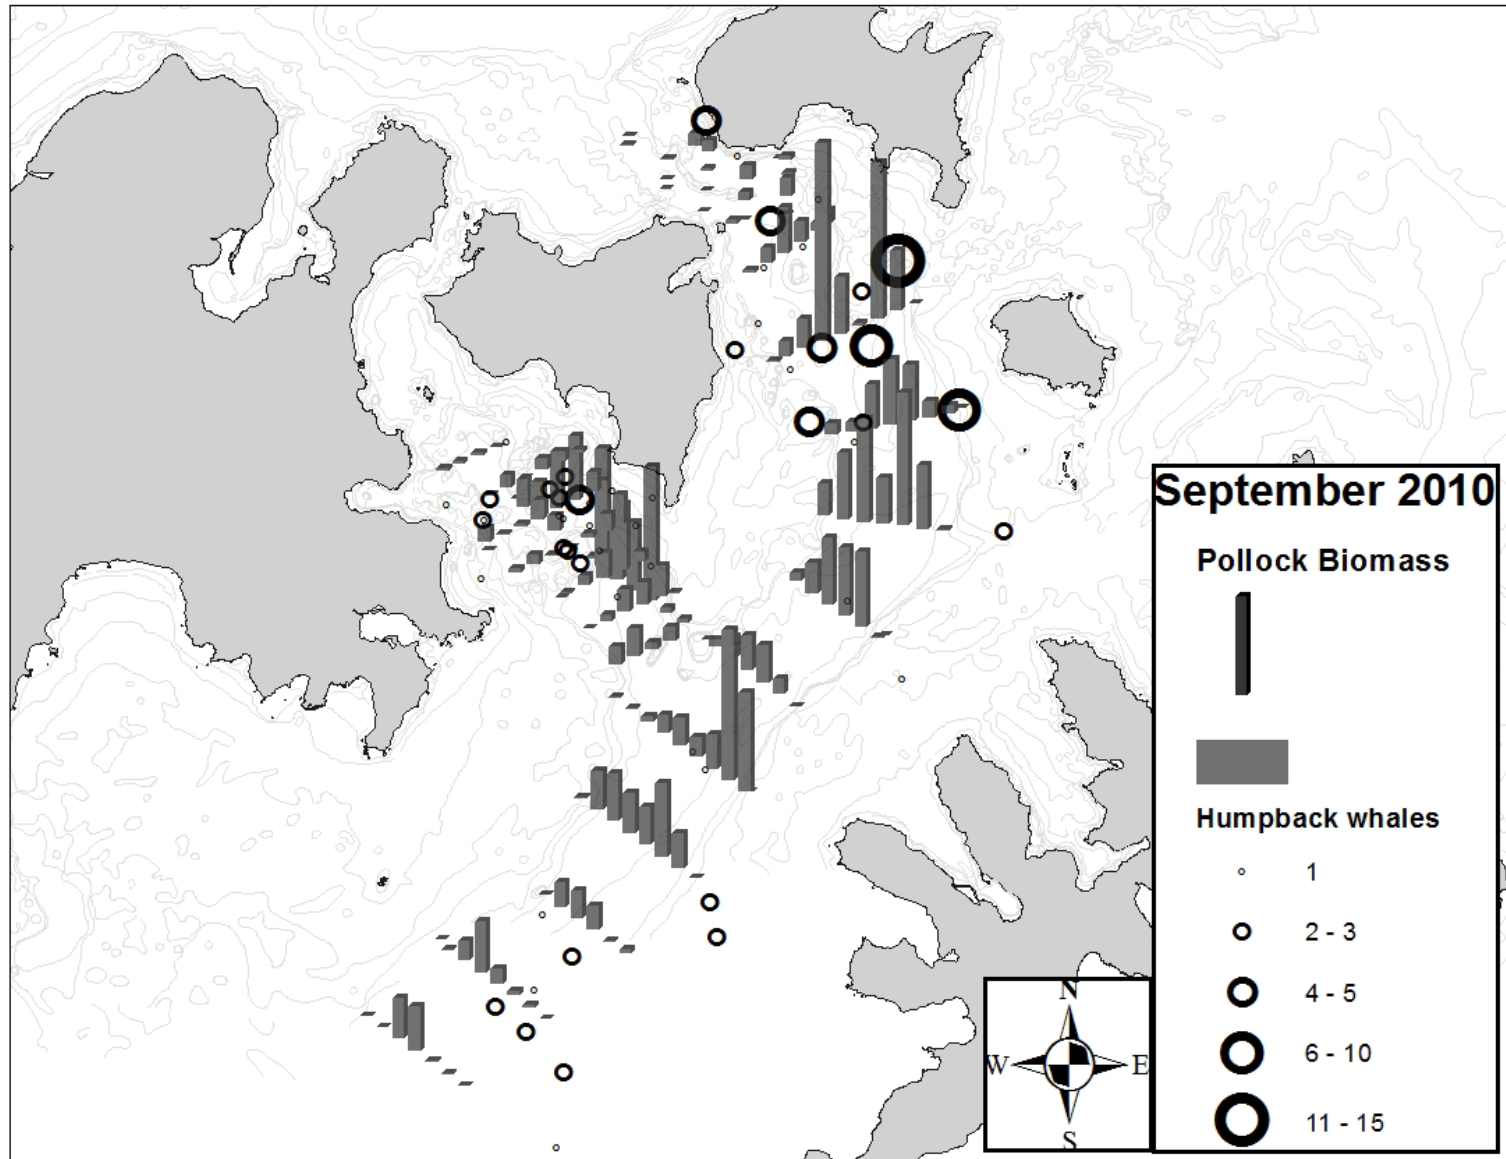 September 2010
Pollock Biomass
Humpback whales
1
2 - 3
4 - 5
6 - 10
11 - 15
N
W E
S